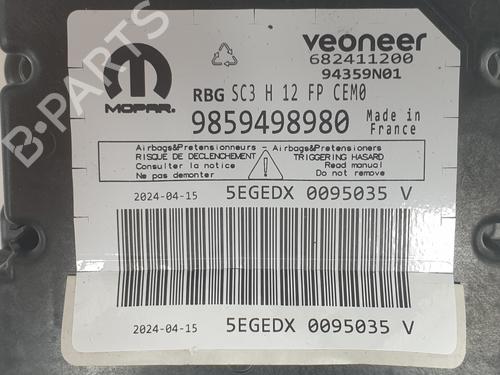 veoneer
682411200
94359N01
MOPAR.
RBG SC3 H 12 FP CEM0
9859498980 Made in France
Airbags&Pretensionneurs - Airbags&Pretensioners
RISQUE DE DECLENCHEMENT TRIGGERING HASARD
Consulter la notice Read manual
Ne pas demonter Do not remove
2024-04-15 5EGEDX 0095035 V
2024-04-15 5EGEDX 0095035 V
B-PARTS